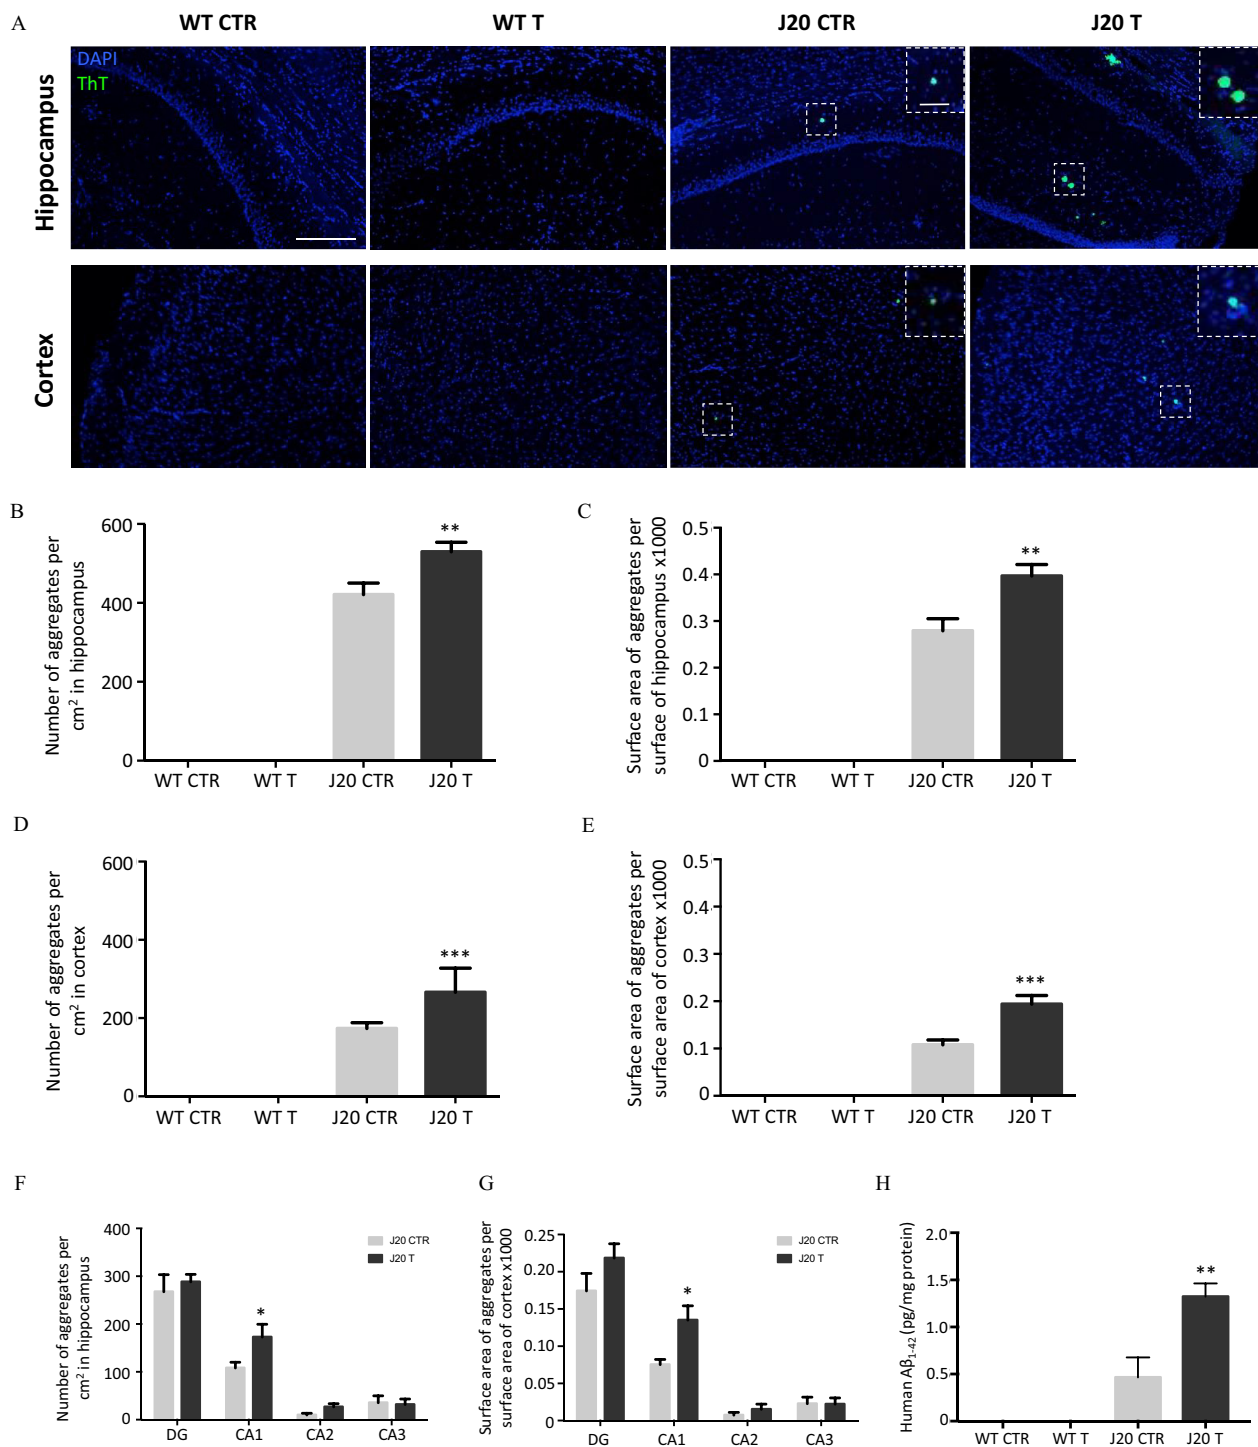 A
WT CTR
WT T
J20 CTR
J20 T
Hippocampus
DAPI
ThT
Cortex
B
Number of aggregates per
cm² in hippocampus
600
400
200
0
**
WT CTR
WT T
J20 CTR
J20 T
C
Surface area of aggregates per
surface of hippocampus x1000
0.5
0.4
0.3
0.2
0.1
0
**
WT CTR
WT T
J20 CTR
J20 T
D
Number of aggregates per
cm² in cortex
600
400
200
0
***
WT CTR
WT T
J20 CTR
J20 T
E
Surface area of aggregates per
surface area of cortex x1000
0.5
0.4
0.3
0.2
0.1
0
***
WT CTR
WT T
J20 CTR
J20 T
F
Number of aggregates per
cm² in hippocampus
400
300
200
100
0
J20 CTR
J20 T
*
DG
CA1
CA2
CA3
G
Surface area of aggregates per
surface area of cortex x1000
0.25
0.20
0.15
0.10
0.05
0
J20 CTR
J20 T
*
DG
CA1
CA2
CA3
H
Human Aβ₁₋₄₂ (pg/mg protein)
2.0
1.5
1.0
0.5
0
**
WT CTR
WT T
J20 CTR
J20 T